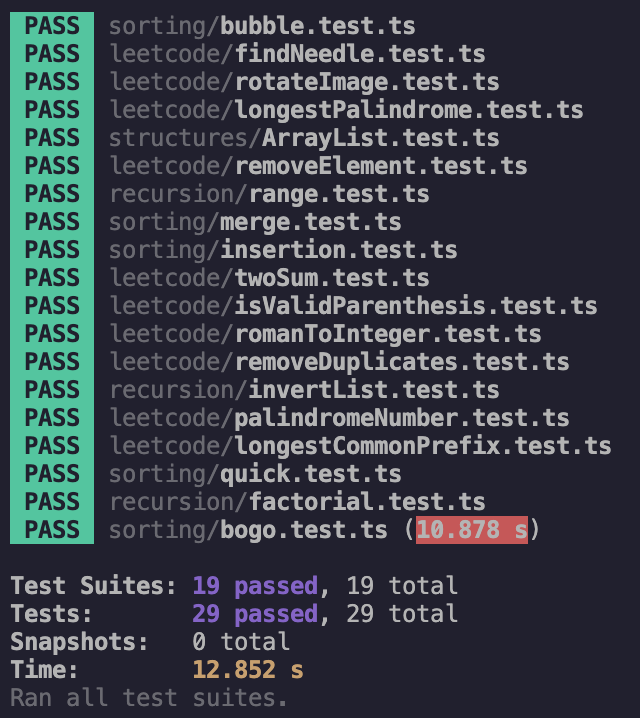 PASS sorting/bubble.test.ts
PASS leetcode/findNeedle.test.ts
PASS leetcode/rotateImage.test.ts
PASS leetcode/longestPalindrome.test.ts
PASS structures/ArrayList.test.ts
PASS leetcode/removeElement.test.ts
PASS recursion/range.test.ts
PASS sorting/merge.test.ts
PASS sorting/insertion.test.ts
PASS leetcode/twoSum.test.ts
PASS leetcode/isValidParenthesis.test.ts
PASS leetcode/romanToInteger.test.ts
PASS leetcode/removeDuplicates.test.ts
PASS recursion/invertList.test.ts
PASS leetcode/palindromeNumber.test.ts
PASS leetcode/longestCommonPrefix.test.ts
PASS sorting/quick.test.ts
PASS recursion/factorial.test.ts
PASS sorting/bogo.test.ts (10.878 s)
Test Suites: 19 passed, 19 total
Tests: 29 passed, 29 total
Snapshots: 0 total
Time: 12.852 s
Ran all test suites.